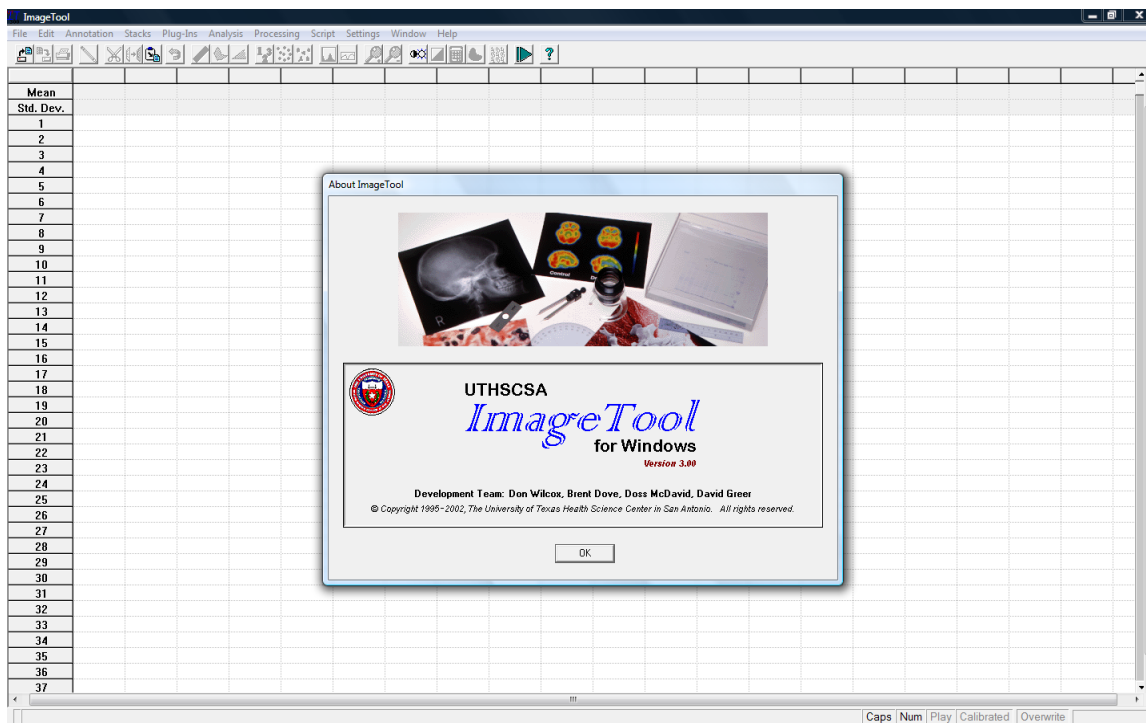 ImageTool
File Edit Annotation Stacks Plug-Ins Analysis Processing Script Settings Window Help
Mean
Std. Dev.
1
2
3
4
5
6
7
8
9
10
11
12
13
14
15
16
17
18
19
20
21
22
23
24
25
26
27
28
29
30
31
32
33
34
35
36
37
About ImageTool
Control
R
UTHSCSA
ImageTool
for Windows
Version 3.00
Development Team: Don Wilcox, Brent Dove, Doss McDavid, David Greer
© Copyright 1995-2002, The University of Texas Health Science Center in San Antonio. All rights reserved.
OK
Caps Num Play Calibrated Overwrite